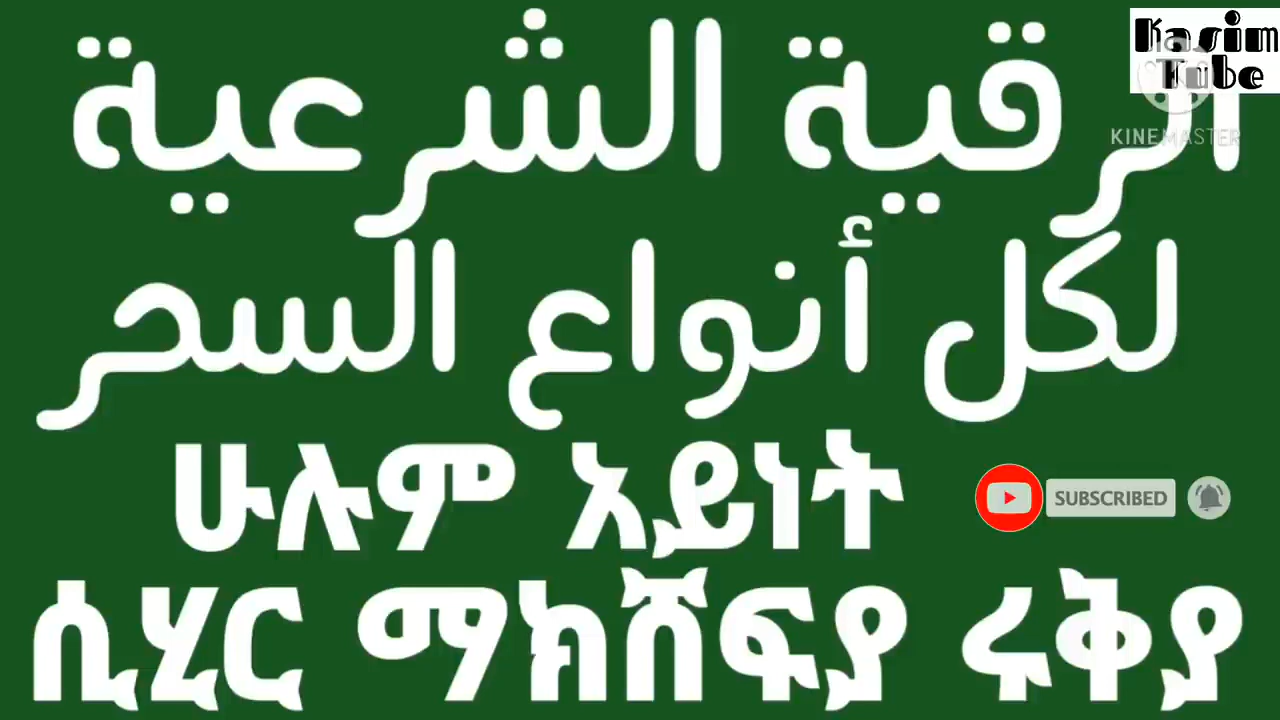 Kasim
Tube
KINEMASTER
الرقية الشرعية
لكل أنواع السحر
ሁሉም አይነት
SUBSCRIBED
ሲሂር ማክሸፍያ ሩቅያ